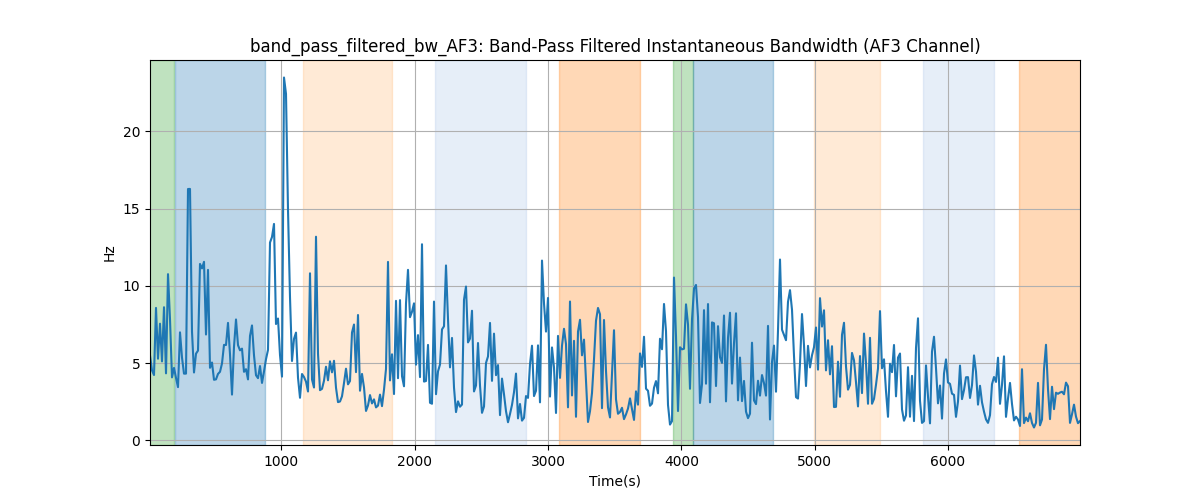 band_pass_filtered_bw_AF3: Band-Pass Filtered Instantaneous Bandwidth (AF3 Channel)
20
15
10
5
0
Hz
1000 2000 3000 4000 5000 6000
Time(s)